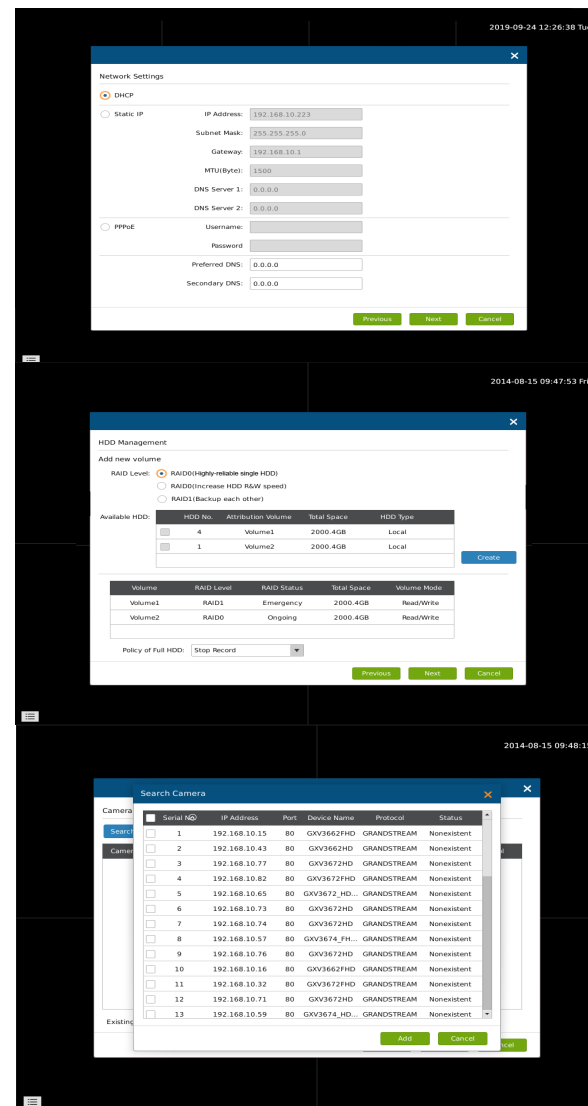 2019-09-24 12:26:38 Tue
Network Settings
DHCP
Static IP IP Address: 192.168.10.223
Subnet Mask: 255.255.255.0
Gateway: 192.168.10.1
MTU(Byte): 1500
DNS Server 1: 0.0.0.0
DNS Server 2: 0.0.0.0
PPPoE Username:
Password
Preferred DNS: 0.0.0.0
Secondary DNS: 0.0.0.0
Previous Next Cancel
2014-08-15 09:47:53 Fri
HDD Management
Add new volume
RAID Level: RAID0(Highly-reliable single HDD)
RAID0(Increase HDD R&W speed)
RAID1(Backup each other)
Available HDD: HDD No. Attribution Volume Total Space HDD Type
4 Volume1 2000.4GB Local
1 Volume2 2000.4GB Local
Create
Volume RAID Level RAID Status Total Space Volume Mode
Volume1 RAID1 Emergency 2000.4GB Read/Write
Volume2 RAID0 Ongoing 2000.4GB Read/Write
Policy of Full HDD: Stop Record
Previous Next Cancel
2014-08-15 09:48:15
Search Camera
Camera
Search
Camer
Serial No IP Address Port Device Name Protocol Status
1 192.168.10.15 80 GXV3662FHD GRANDSTREAM Nonexistent
2 192.168.10.43 80 GXV3662HD GRANDSTREAM Nonexistent
3 192.168.10.77 80 GXV3672HD GRANDSTREAM Nonexistent
4 192.168.10.82 80 GXV3672FHD GRANDSTREAM Nonexistent
5 192.168.10.65 80 GXV3672_HD... GRANDSTREAM Nonexistent
6 192.168.10.73 80 GXV3672HD GRANDSTREAM Nonexistent
7 192.168.10.74 80 GXV3672HD GRANDSTREAM Nonexistent
8 192.168.10.57 80 GXV3674_FH... GRANDSTREAM Nonexistent
9 192.168.10.76 80 GXV3672HD GRANDSTREAM Nonexistent
10 192.168.10.16 80 GXV3662FHD GRANDSTREAM Nonexistent
11 192.168.10.32 80 GXV3672FHD GRANDSTREAM Nonexistent
12 192.168.10.71 80 GXV3672HD GRANDSTREAM Nonexistent
13 192.168.10.59 80 GXV3674_HD... GRANDSTREAM Nonexistent
Existing
Add Cancel
ncel